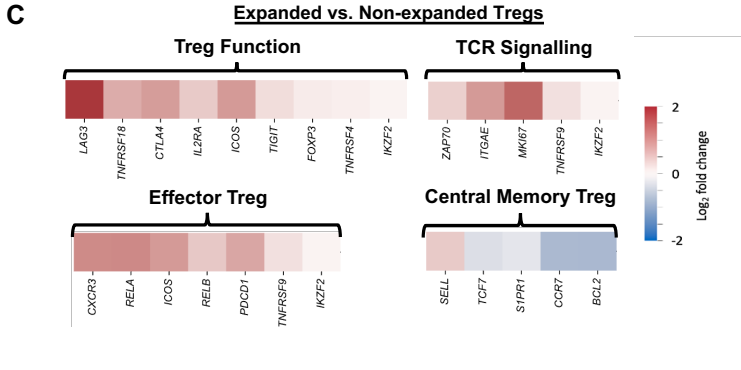 C
Expanded vs. Non-expanded Tregs
Treg Function
TCR Signalling
LAG3
TNFRSF18
CTLA4
IL2RA
ICOS
TIGIT
FOXP3
TNFRSF4
IKZF2
ZAP70
ITGAE
MKI67
TNFRSF9
IKZF2
2
0
-2
Log₂ fold change
Effector Treg
Central Memory Treg
CXCR3
RELA
ICOS
RELB
PDCD1
TNFRSF9
IKZF2
SELL
TCF7
S1PR1
CCR7
BCL2